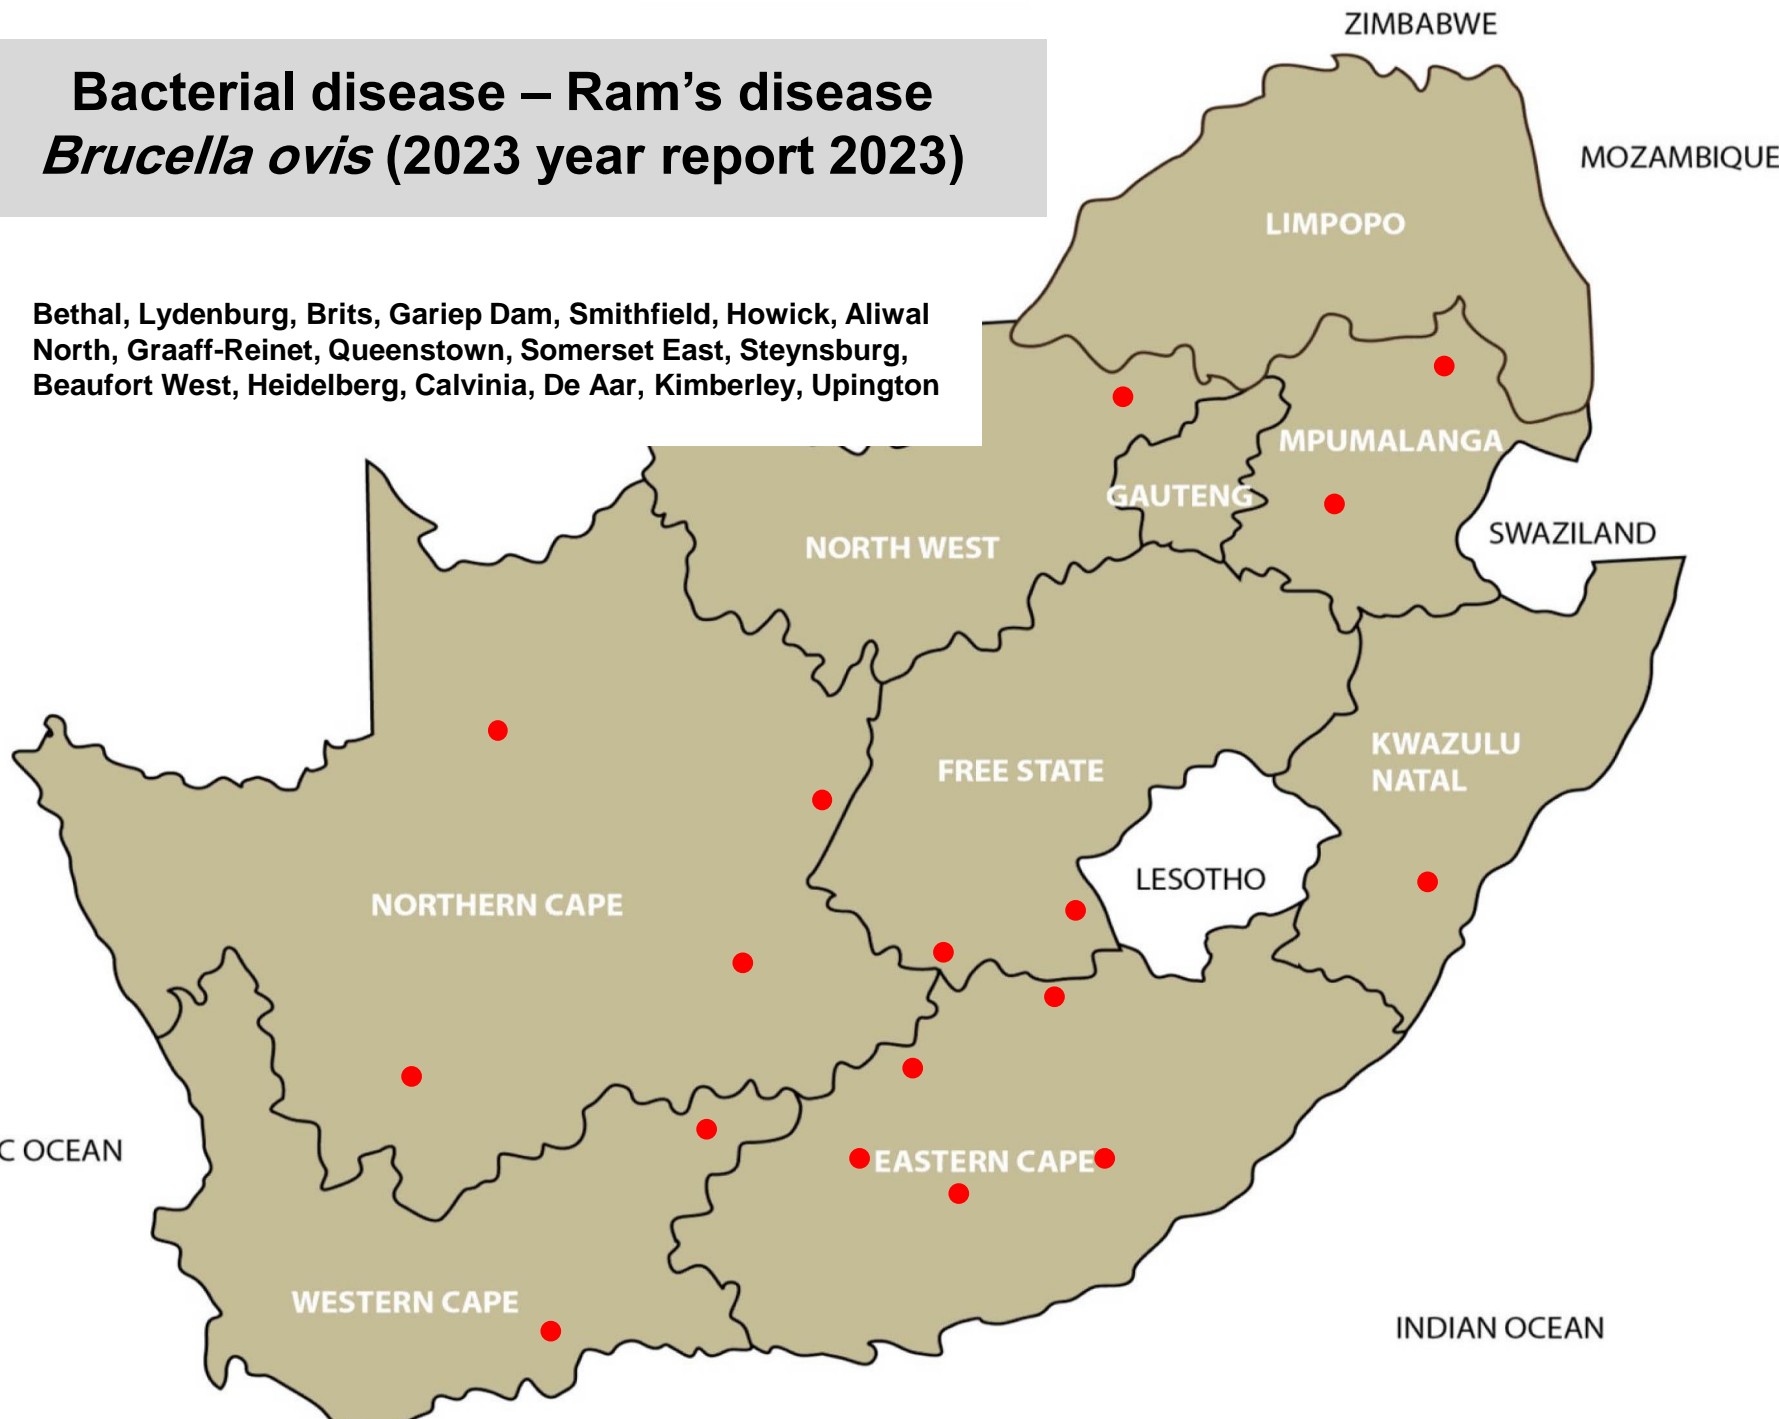 ZIMBABWE
Bacterial disease – Ram's disease
Brucella ovis (2023 year report 2023)
MOZAMBIQUE
LIMPOPO
Bethal, Lydenburg, Brits, Gariep Dam, Smithfield, Howick, Aliwal
North, Graaff-Reinet, Queenstown, Somerset East, Steynsburg,
Beaufort West, Heidelberg, Calvinia, De Aar, Kimberley, Upington
MPUMALANGA
GAUTENG
SWAZILAND
NORTH WEST
KWAZULU
NATAL
FREE STATE
LESOTHO
NORTHERN CAPE
C OCEAN
EASTERN CAPE
WESTERN CAPE
INDIAN OCEAN